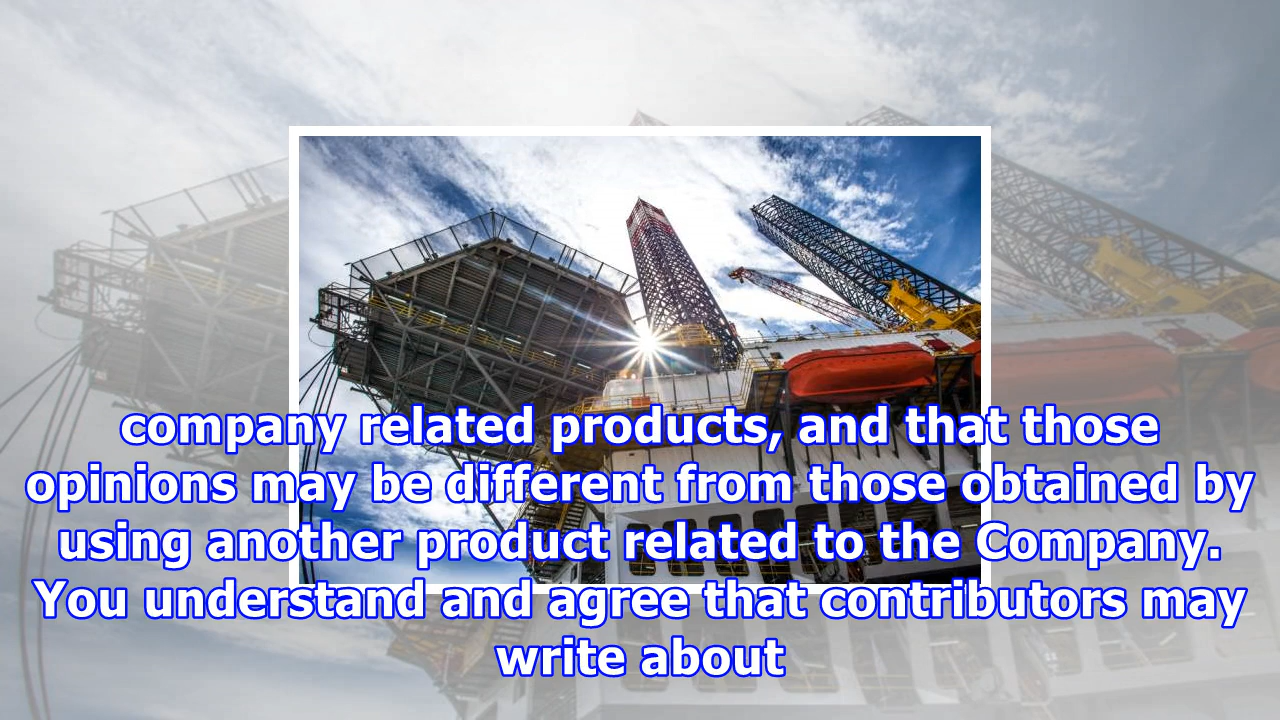 company related products, and that those
opinions may be different from those obtained by
using another product related to the Company.
You understand and agree that contributors may
write about